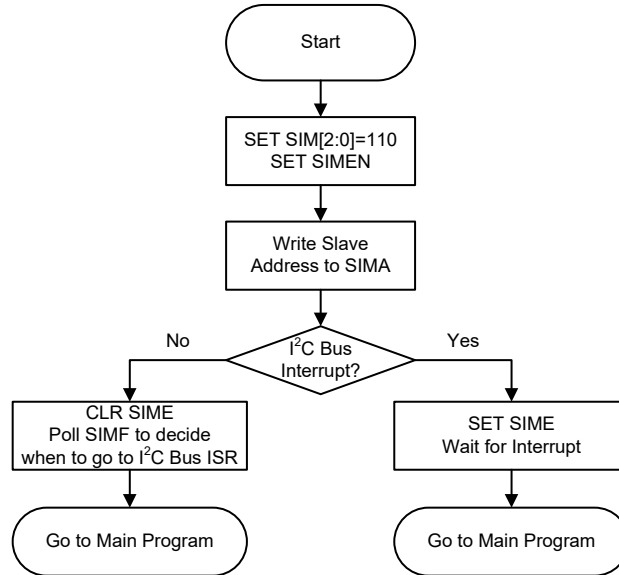 Start
SET SIM[2:0]=110
SET SIMEN
Write Slave
Address to SIMA
I²C Bus
Interrupt?
No
Yes
CLR SIME
Poll SIMF to decide
when to go to I²C Bus ISR
SET SIME
Wait for Interrupt
Go to Main Program
Go to Main Program